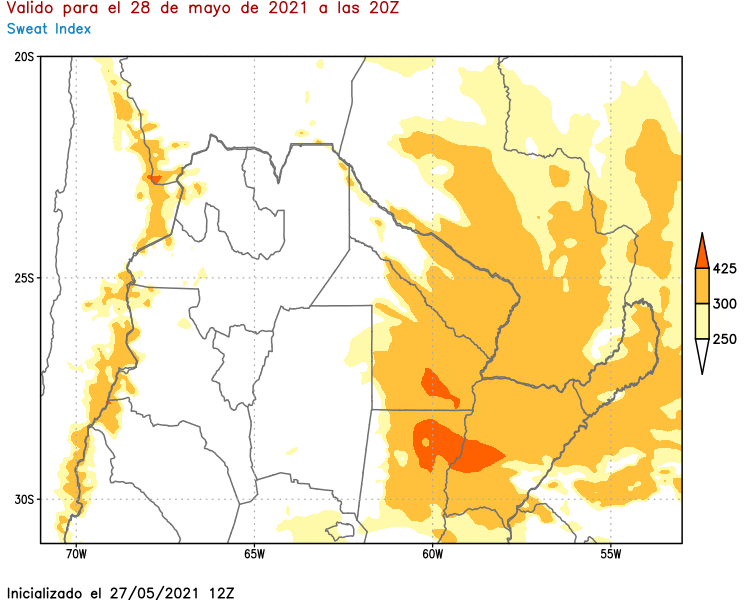 Valido para el 28 de mayo de 2021 a las 20Z
Sweat Index
20S
25S
30S
70W
65W
60W
55W
425
300
250
Inicializado el 27/05/2021 12Z